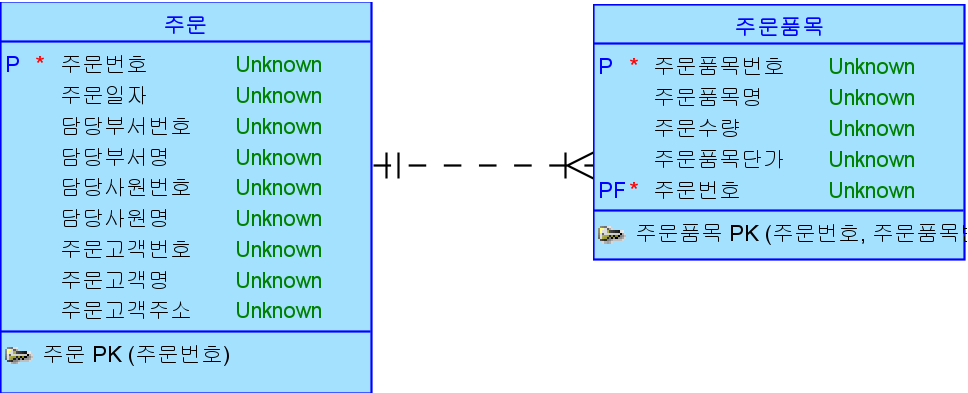 주문
P * 주문번호 Unknown
주문일자 Unknown
담당부서번호 Unknown
담당부서명 Unknown
담당사원번호 Unknown
담당사원명 Unknown
주문고객번호 Unknown
주문고객명 Unknown
주문고객주소 Unknown
주문 PK (주문번호)
주문품목
P * 주문품목번호 Unknown
주문품목명 Unknown
주문수량 Unknown
주문품목단가 Unknown
PF * 주문번호 Unknown
주문품목 PK (주문번호, 주문품목